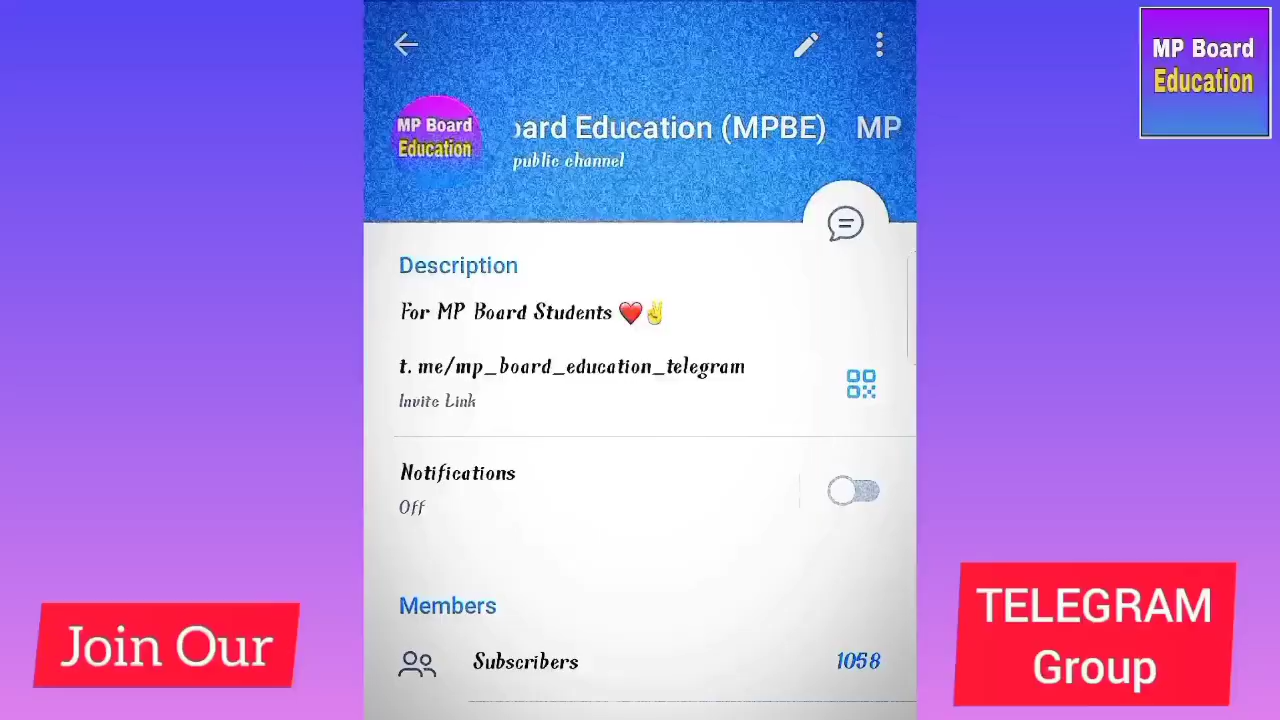 MP Board
Education
MP Board
Education
ard Education (MPBE) MP
public channel
Description
For MP Board Students ❤️✌️
t. me/mp_board_education_telegram
Invite Link
Notifications
Off
Members
Subscribers 1058
Join Our
TELEGRAM
Group